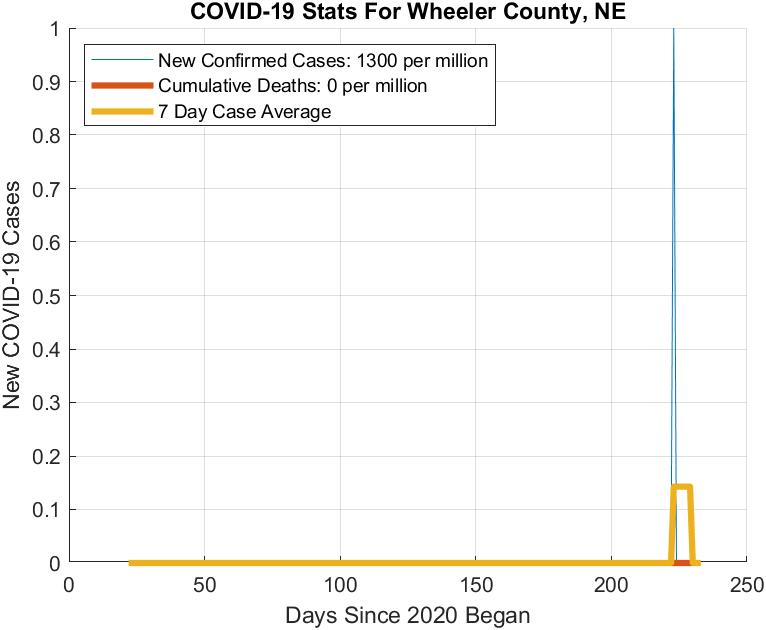 COVID-19 Stats For Wheeler County, NE
New Confirmed Cases: 1300 per million
Cumulative Deaths: 0 per million
7 Day Case Average
New COVID-19 Cases
1
0.9
0.8
0.7
0.6
0.5
0.4
0.3
0.2
0.1
0
0 50 100 150 200 250
Days Since 2020 Began